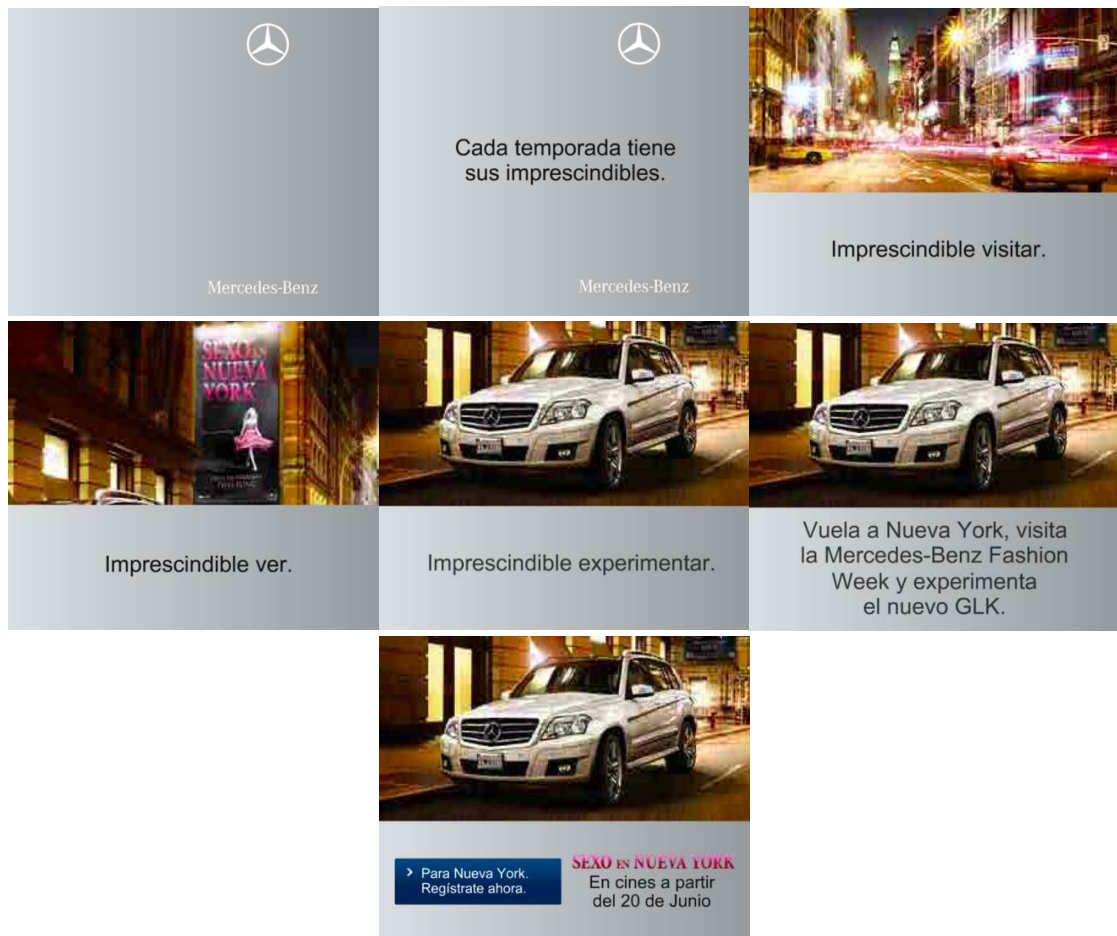 Mercedes-Benz
Cada temporada tiene
sus imprescindibles.
Mercedes-Benz
Imprescindible visitar.
SEXO EN
NUEVA
YORK
Imprescindible ver.
Imprescindible experimentar.
Vuela a Nueva York, visita
la Mercedes-Benz Fashion
Week y experimenta
el nuevo GLK.
> Para Nueva York.
Regístrate ahora.
SEXO EN NUEVA YORK
En cines a partir
del 20 de Junio